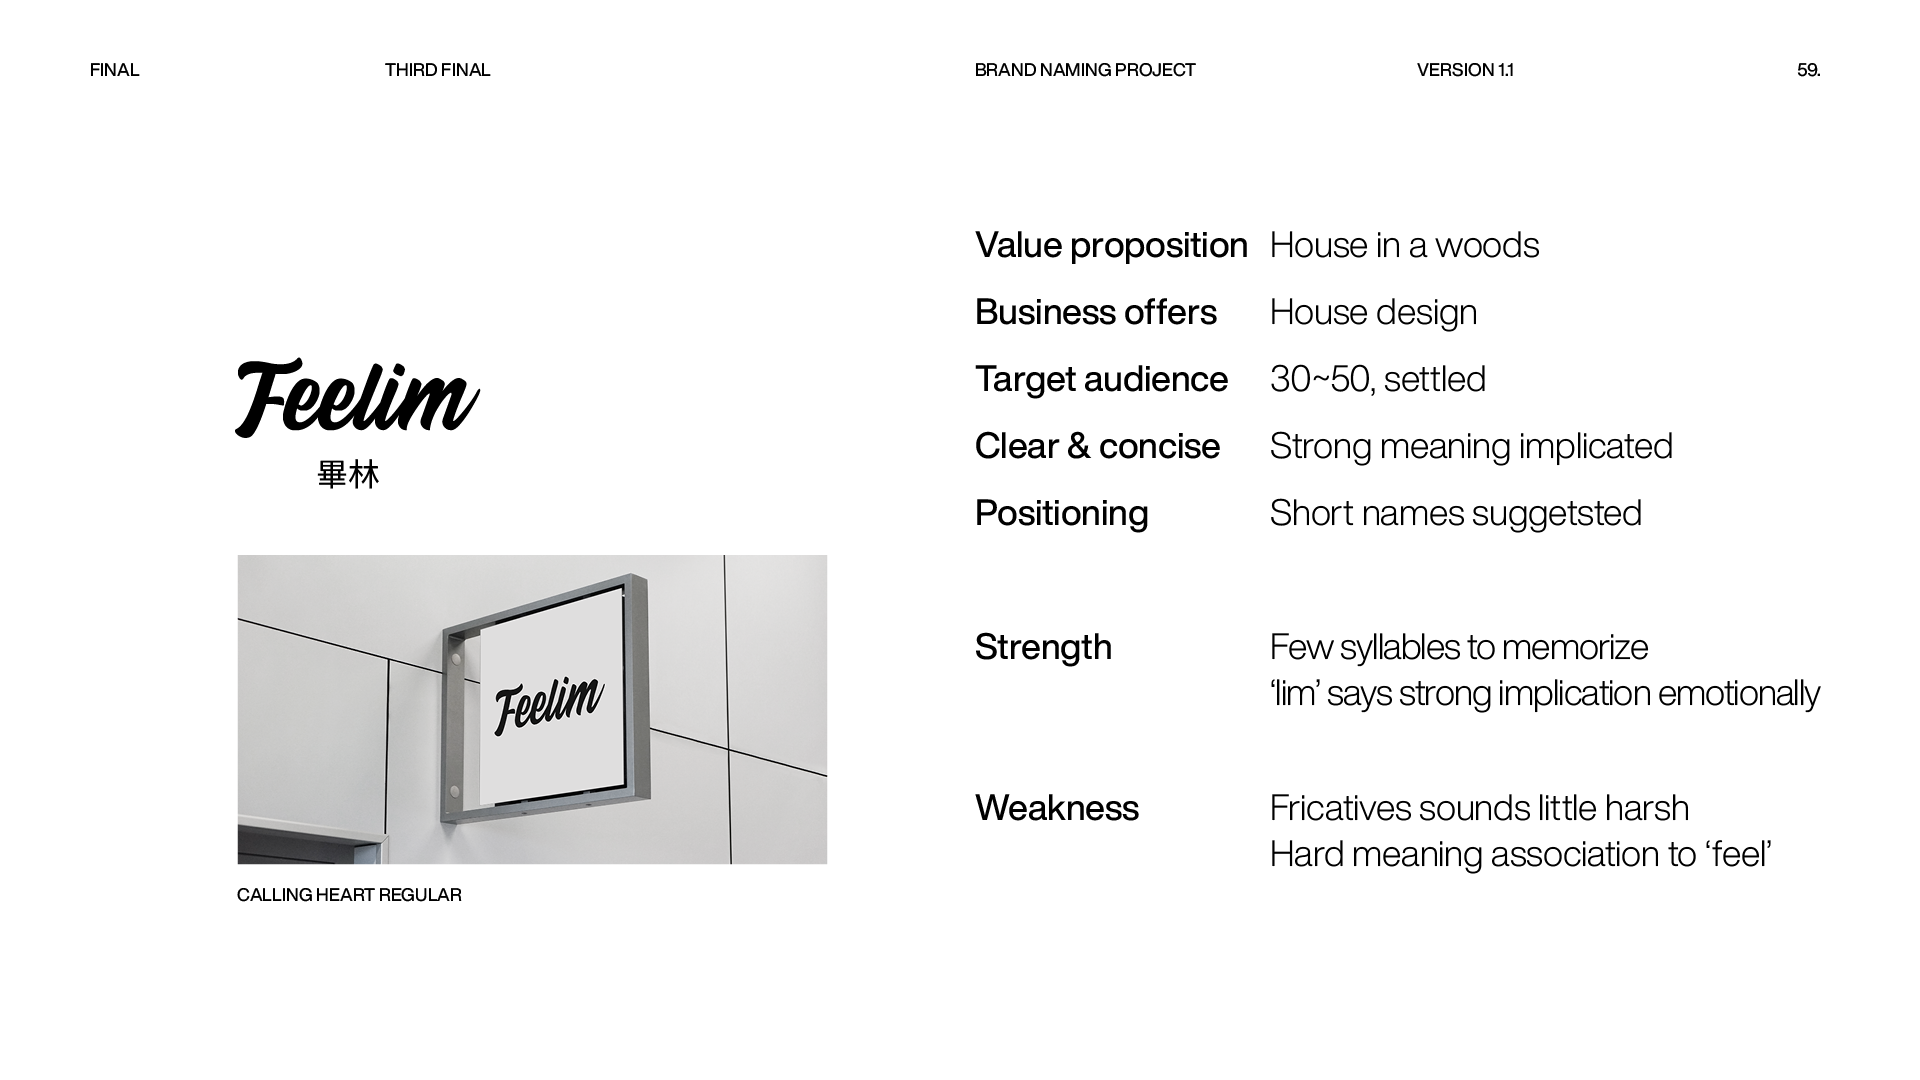 FINAL THIRD FINAL BRAND NAMING PROJECT VERSION 1.1 59.
Feelim
畢林
Feelim
CALLING HEART REGULAR
Value proposition House in a woods
Business offers House design
Target audience 30~50, settled
Clear & concise Strong meaning implicated
Positioning Short names suggetsted
Strength Few syllables to memorize
‘lim’ says strong implication emotionally
Weakness Fricatives sounds little harsh
Hard meaning association to ‘feel’